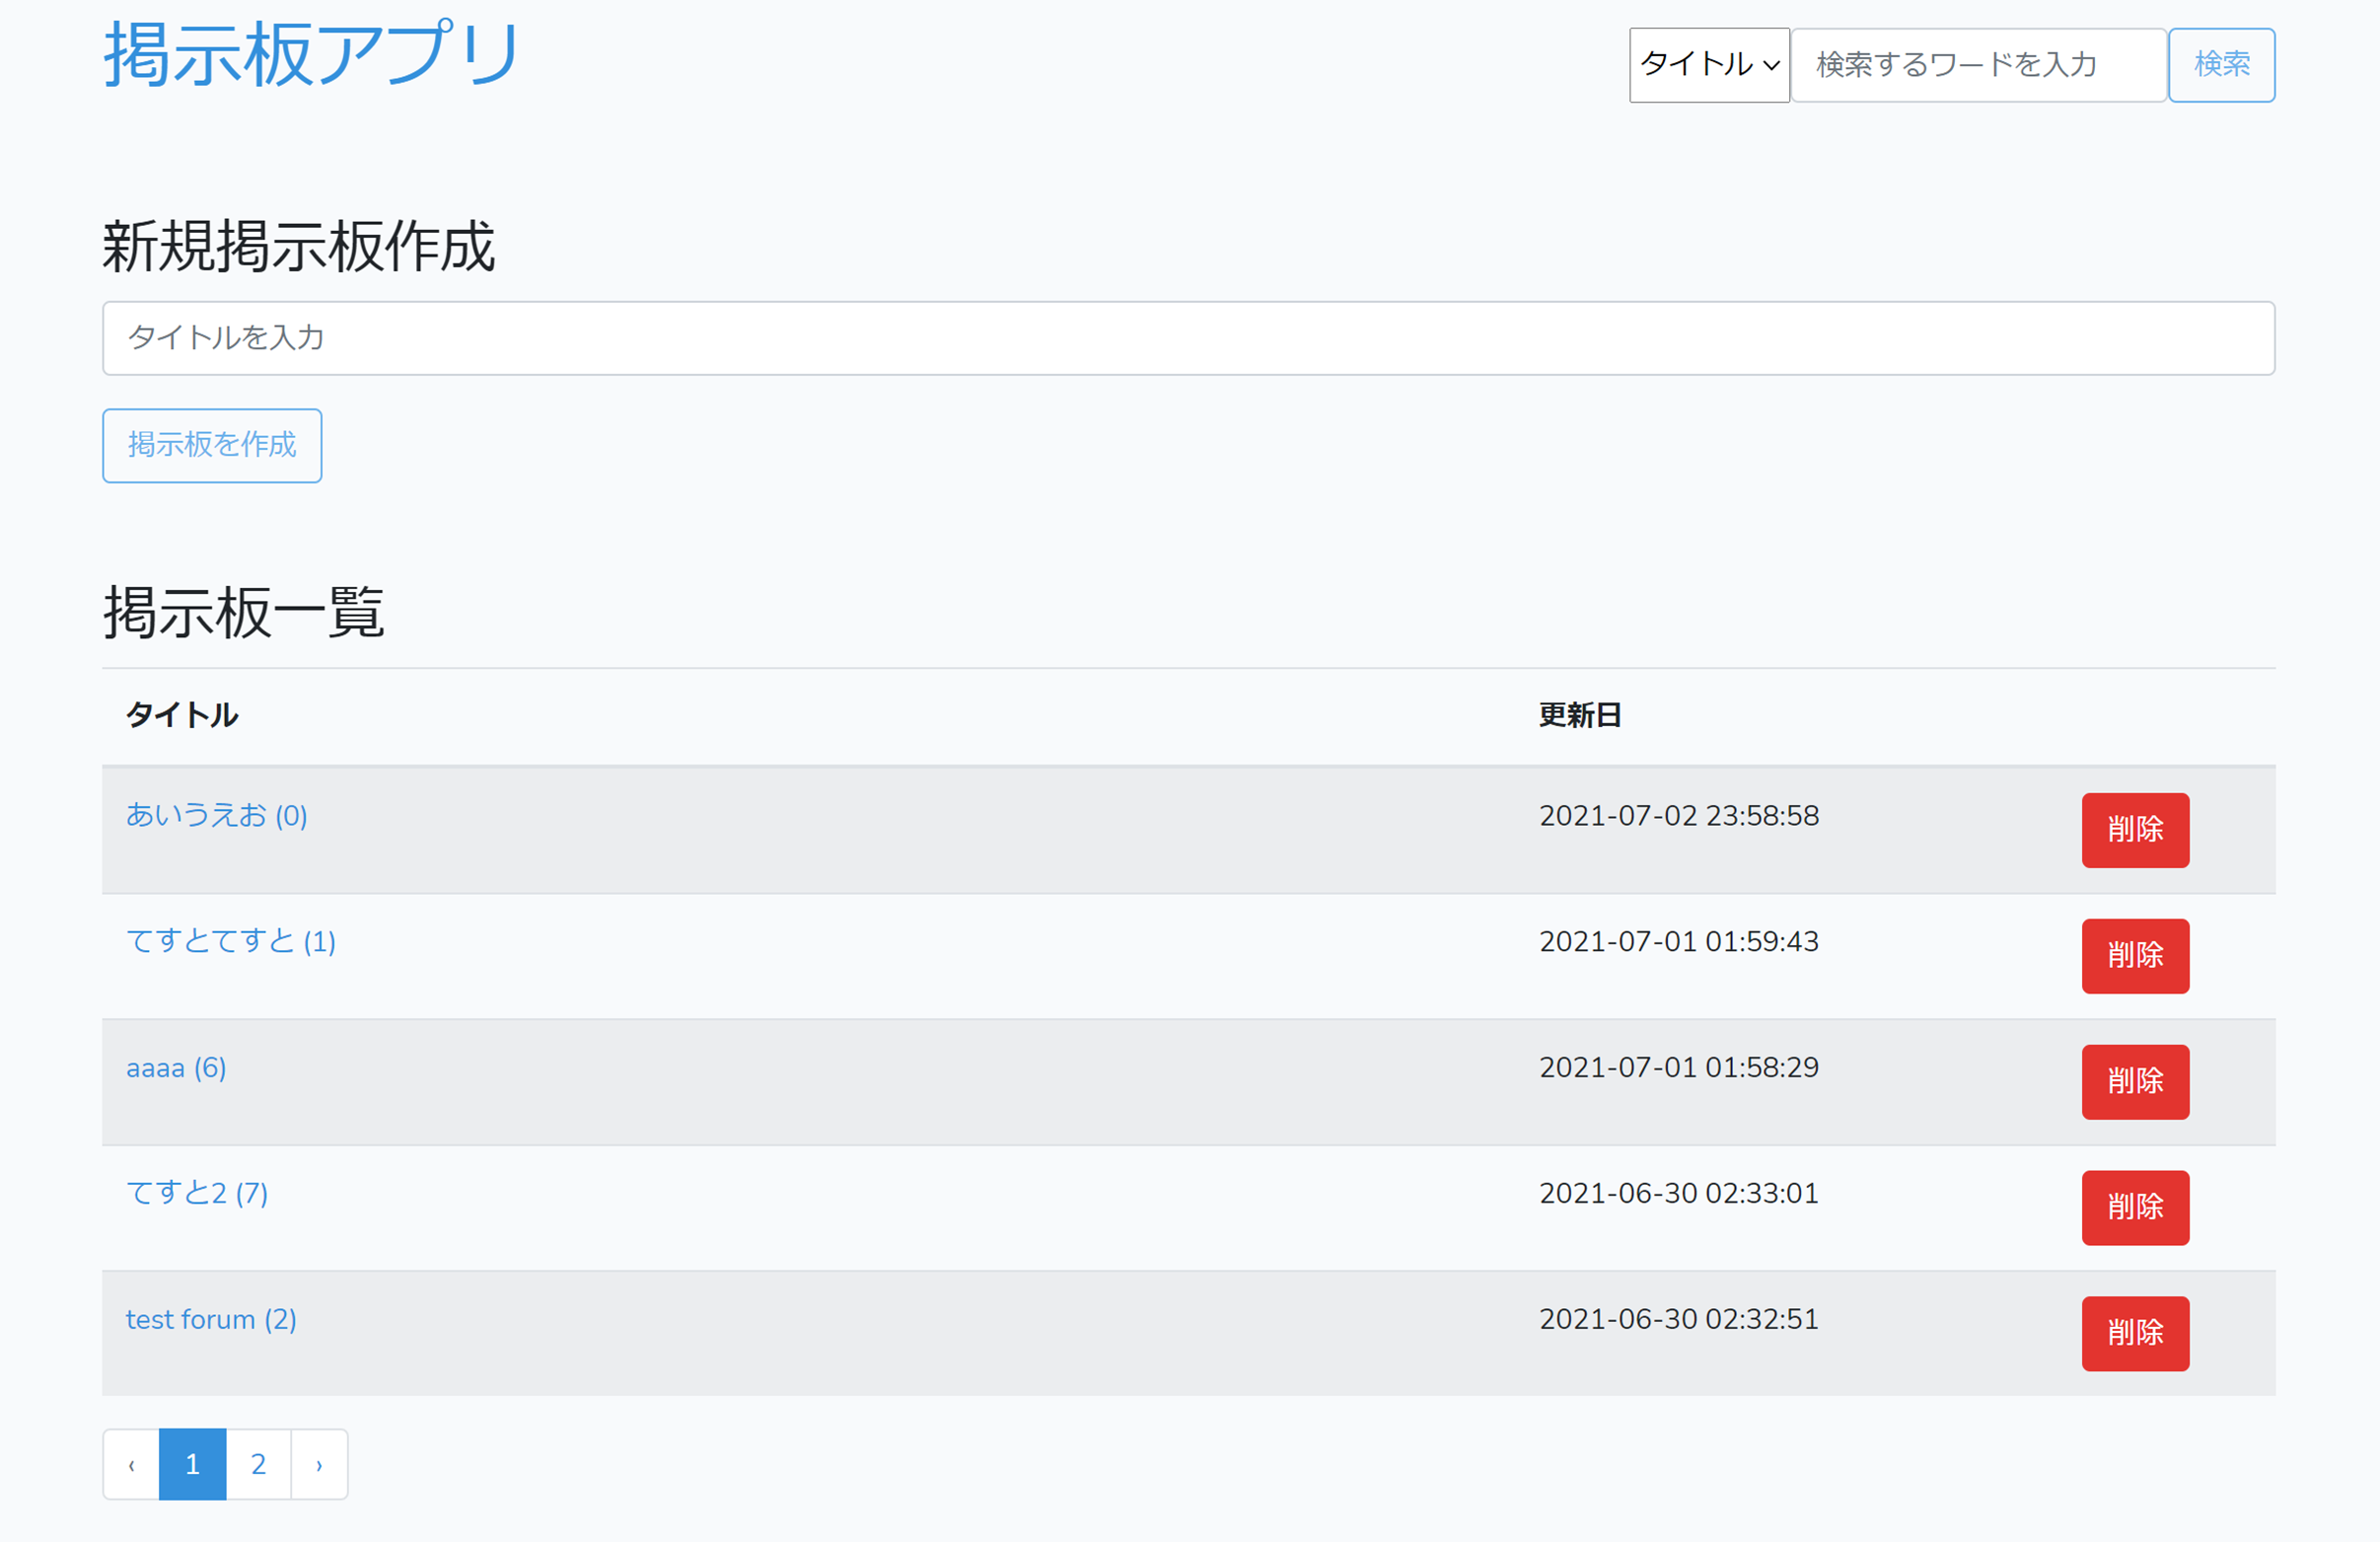 掲示板アプリ
タイトル 検索するワードを入力 検索
新規掲示板作成
タイトルを入力
掲示板を作成
掲示板一覧
タイトル 更新日
あいうえお (0) 2021-07-02 23:58:58 削除
てすとてすと (1) 2021-07-01 01:59:43 削除
aaaa (6) 2021-07-01 01:58:29 削除
てすと2 (7) 2021-06-30 02:33:01 削除
test forum (2) 2021-06-30 02:32:51 削除
‹ 1 2 ›